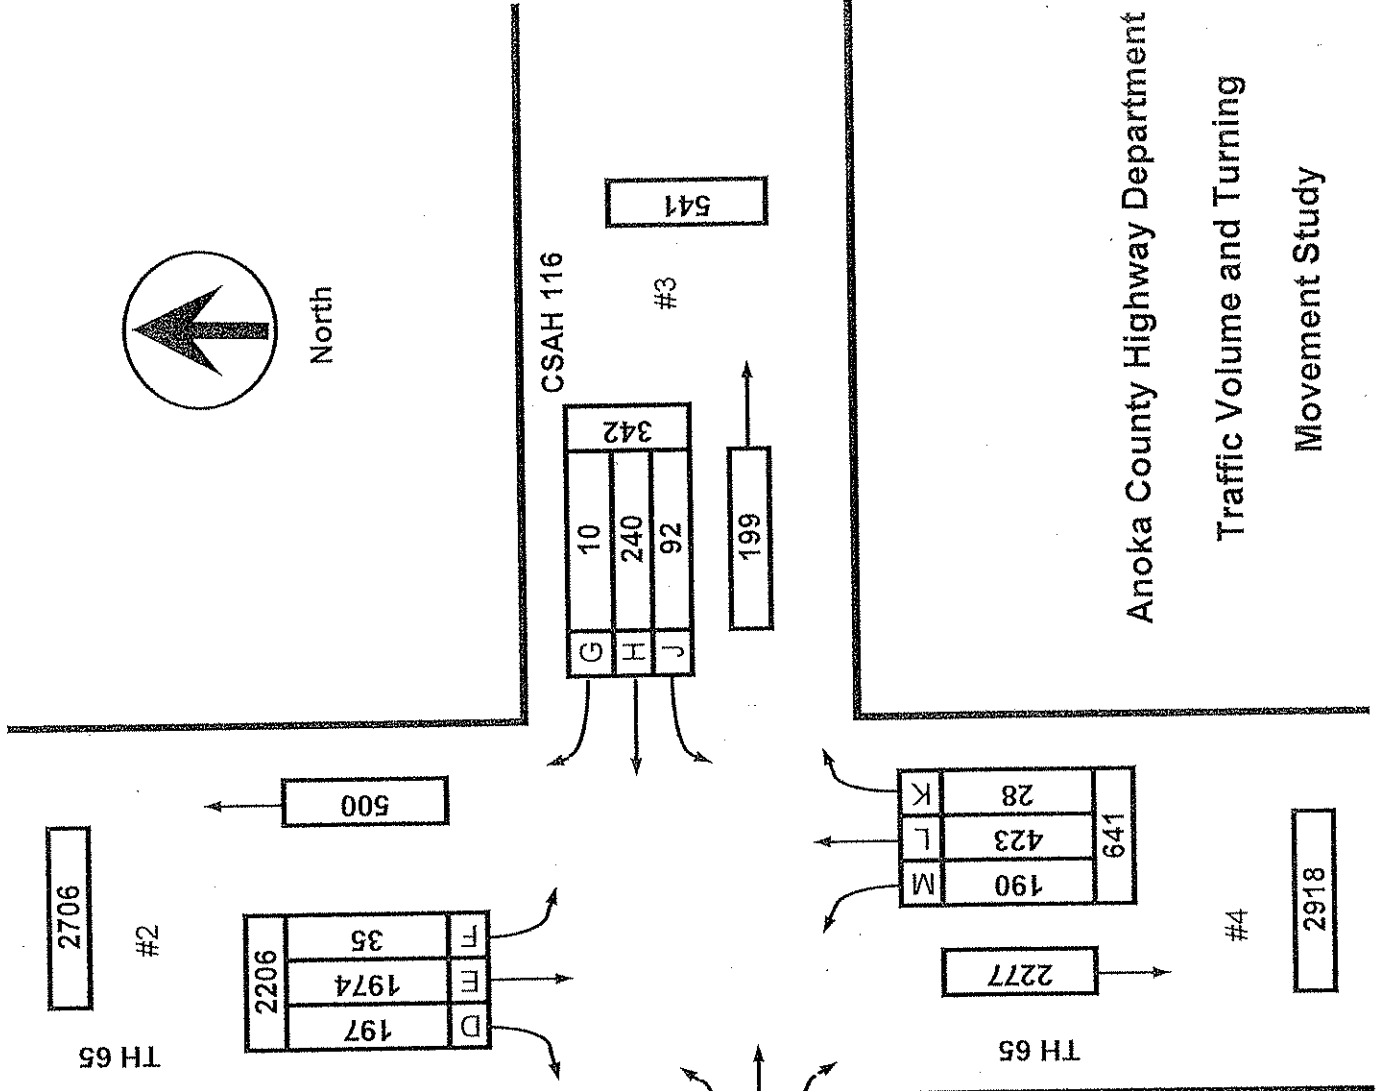 North
CSAH 116
#3
541
342
G 10
H 240
J 92
199
TH 65
#2
2706
500
2206
D 197
E 1974
F 35
M 190
L 423
K 28
641
2277
#4
2918
TH 65
Anoka County Highway Department
Traffic Volume and Turning
Movement Study